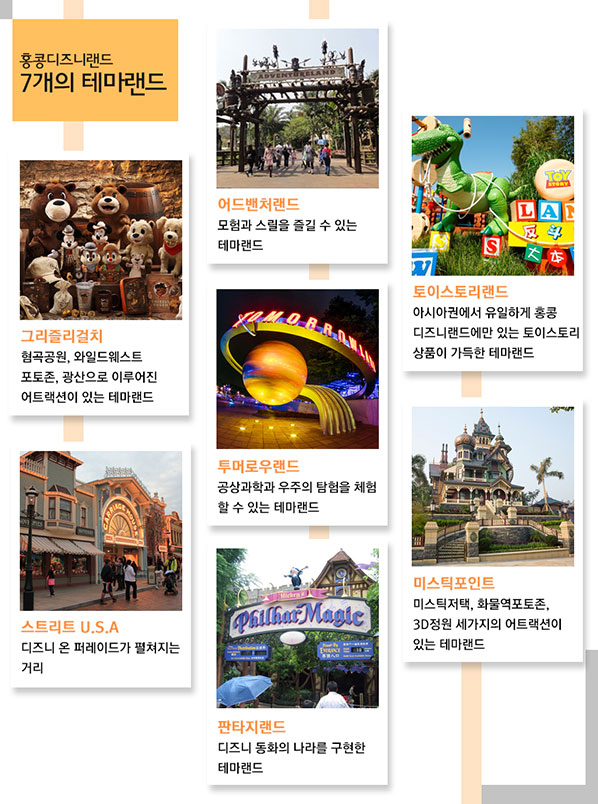 홍콩디즈니랜드
7개의 테마랜드
ADVENTURELAND
어드밴처랜드
모험과 스릴을 즐길 수 있는
테마랜드
TOY
STORY
LAN
토이스토리랜드
아시아권에서 유일하게 홍콩
디즈니랜드에만 있는 토이스토리
상품이 가득한 테마랜드
그리즐리걸치
협곡공원, 와일드웨스트
포토존, 광산으로 이루어진
어트랙션이 있는 테마랜드
TOMORROWLAND
투머로우랜드
공상과학과 우주의 탐험을 체험
할 수 있는 테마랜드
미스틱포인트
미스틱저택, 화물역포토존,
3D정원 세가지의 어트랙션이
있는 테마랜드
스트리트 U.S.A
디즈니 온 퍼레이드가 펼쳐지는
거리
Mickey's
PhilharMagic
ENTRANCE
판타지랜드
디즈니 동화의 나라를 구현한
테마랜드